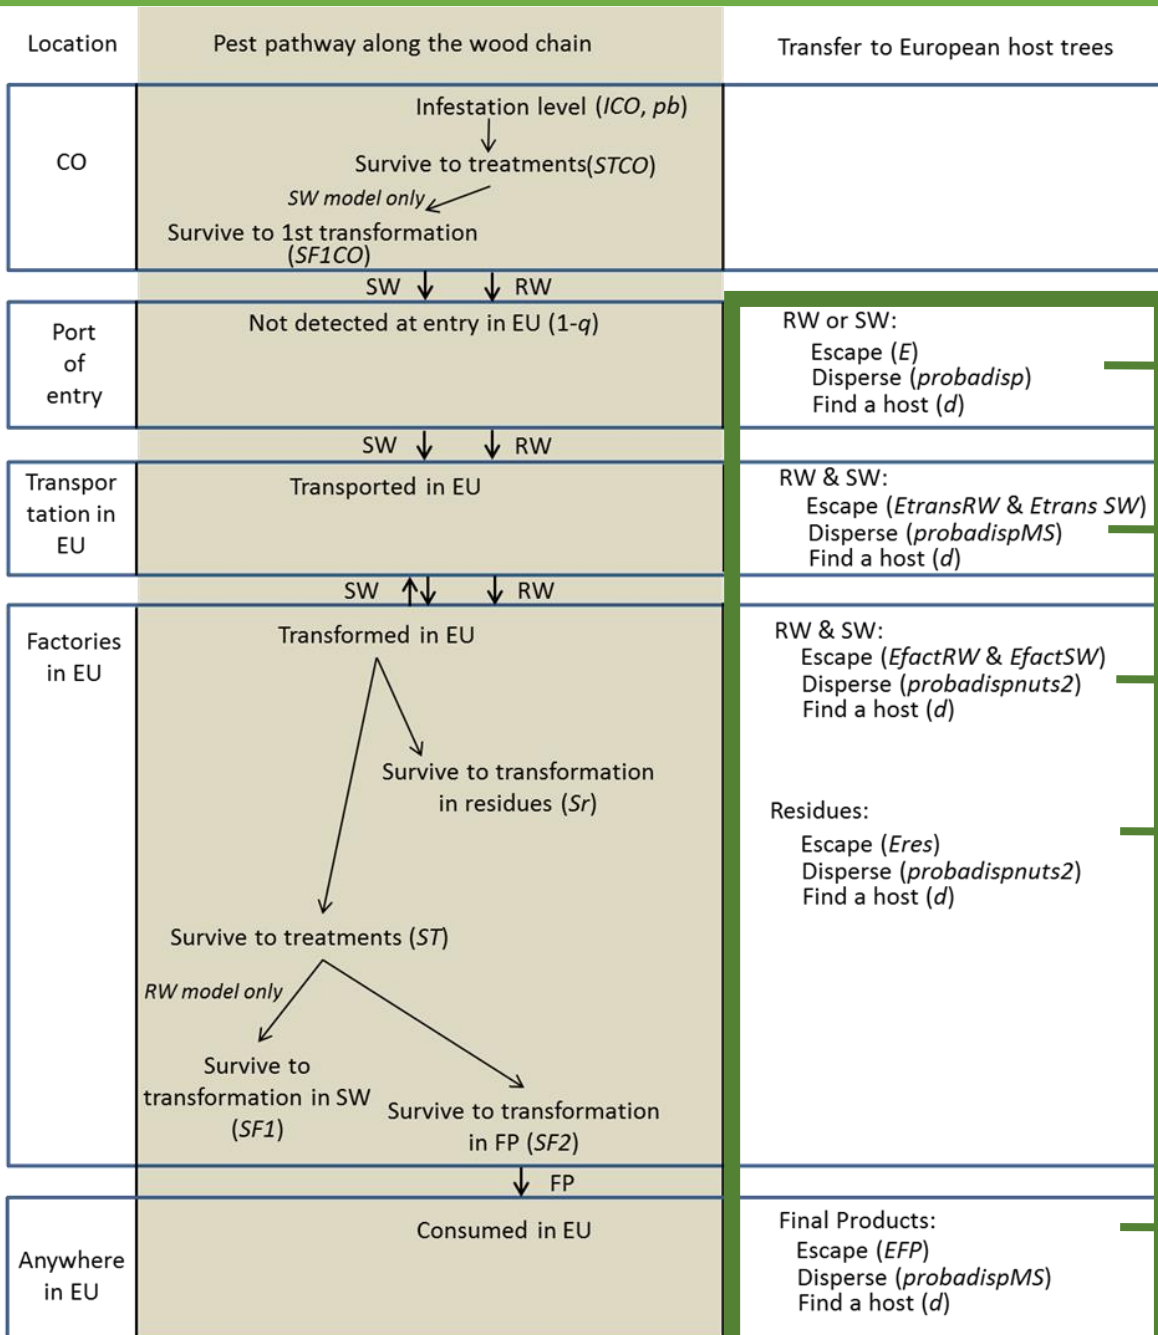 Location
Pest pathway along the wood chain
Transfer to European host trees
CO
Infestation level (ICO, pb)
Survive to treatments(STCO)
SW model only
Survive to 1st transformation
(SF1CO)
SW
RW
Port
of
entry
Not detected at entry in EU (1-q)
RW or SW:
Escape (E)
Disperse (probadisp)
Find a host (d)
SW
RW
Transpor
tation in
EU
Transported in EU
RW & SW:
Escape (EtransRW & Etrans SW)
Disperse (probadispMS)
Find a host (d)
SW
RW
Factories
in EU
Transformed in EU
Survive to transformation
in residues (Sr)
Survive to treatments (ST)
RW model only
Survive to
transformation in SW
(SF1)
Survive to transformation
in FP (SF2)
RW & SW:
Escape (EfactRW & EfactSW)
Disperse (probadispnuts2)
Find a host (d)
Residues:
Escape (Eres)
Disperse (probadispnuts2)
Find a host (d)
FP
Anywhere
in EU
Consumed in EU
Final Products:
Escape (EFP)
Disperse (probadispMS)
Find a host (d)